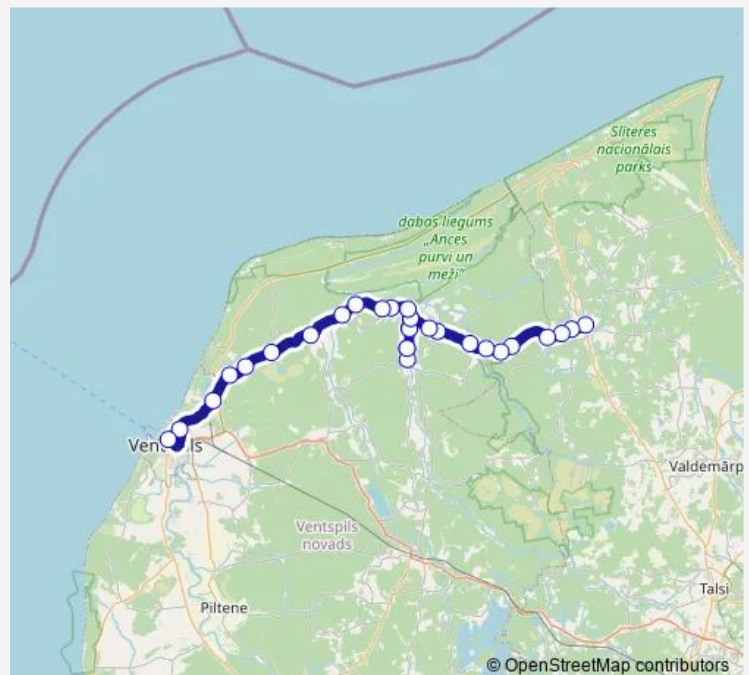 Slīteres
nacionālais
parks
dabas liegums
„Ances
purvi un
meži”
Ventspils
Valdemārp
Ventspils
novads
Talsi
Piltene
© OpenStreetMap contributors